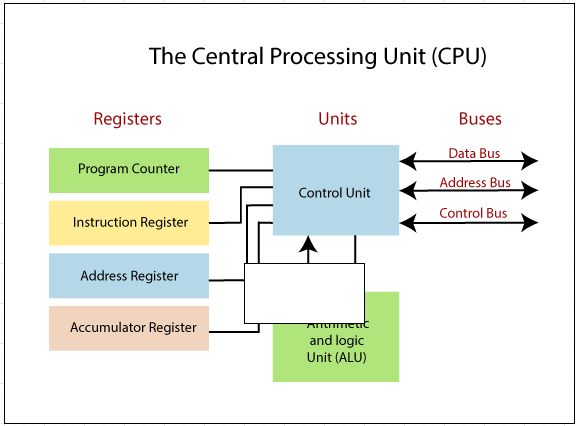 The Central Processing Unit (CPU)
Registers
Units
Buses
Program Counter
Instruction Register
Address Register
Accumulator Register
Control Unit
Data Bus
Address Bus
Control Bus
Arithmetic
and logic
Unit (ALU)